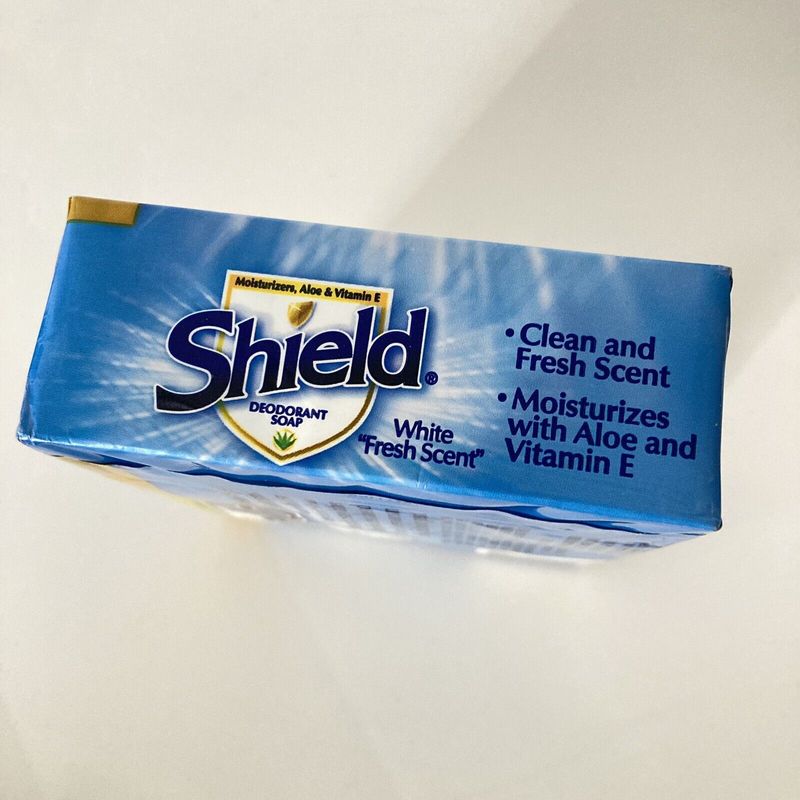 Moisturizers, Aloe & Vitamin E
Shield®
DEODORANT
SOAP
White
"Fresh Scent"
• Clean and
Fresh Scent
• Moisturizes
with Aloe and
Vitamin E